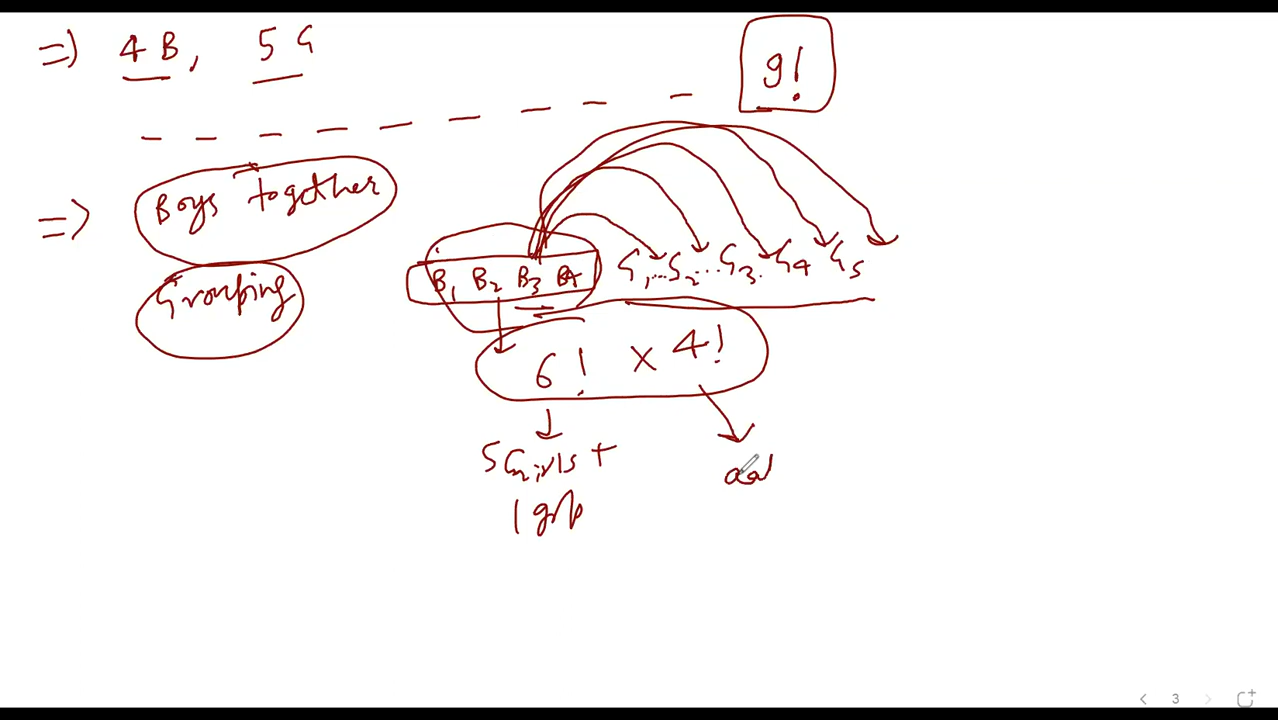 => 4 B, 5 G
9!
=> Boys together
Grouping
B1 B2 B3 B4 G1 ... G2 ... G3 . G4 G5
6! x 4!
5 Girls +
1 grp
3